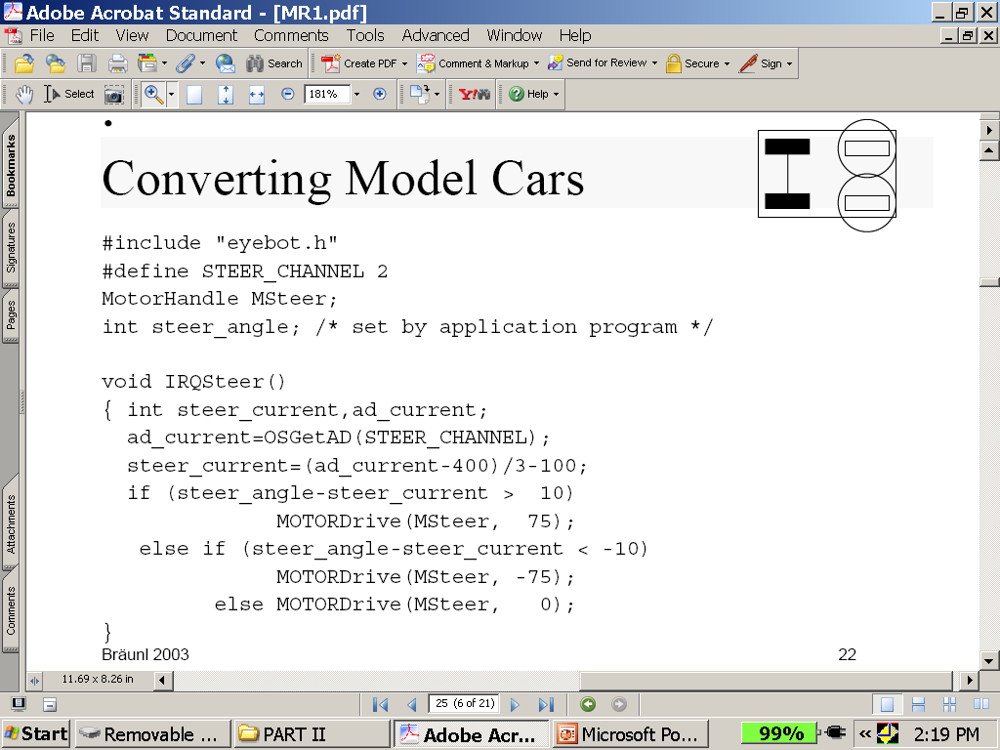 Adobe Acrobat Standard - [MR1.pdf]
File Edit View Document Comments Tools Advanced Window Help
Search Create PDF Comment & Markup Send for Review Secure Sign
Select 181% Y! Help
Bookmarks
Signatures
Pages
Attachments
Comments
•
Converting Model Cars
#include "eyebot.h"
#define STEER_CHANNEL 2
MotorHandle MSteer;
int steer_angle; /* set by application program */
void IRQSteer()
{ int steer_current,ad_current;
ad_current=OSGetAD(STEER_CHANNEL);
steer_current=(ad_current-400)/3-100;
if (steer_angle-steer_current > 10)
MOTORDrive(MSteer, 75);
else if (steer_angle-steer_current < -10)
MOTORDrive(MSteer, -75);
else MOTORDrive(MSteer, 0);
}
Bräunl 2003 22
11.69 x 8.26 in
25 (6 of 21)
Start Removable ... PART II Adobe Acr... Microsoft Po... 99% « 2:19 PM